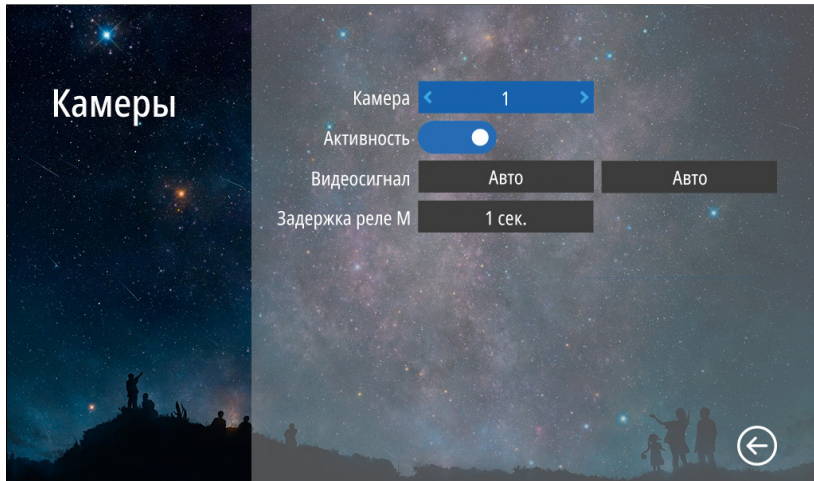 Камеры
Камера 1
Активность
Видеосигнал Авто Авто
Задержка реле М 1 сек.